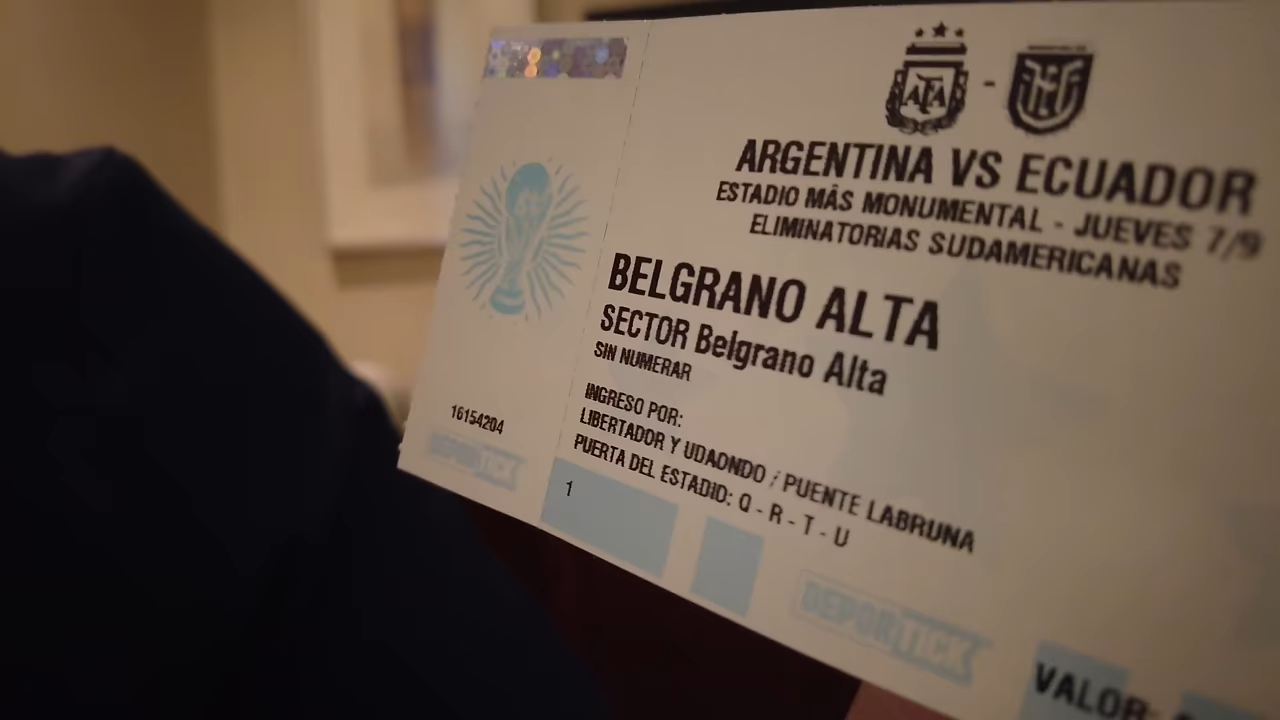 AFA
ARGENTINA VS ECUADOR
ESTADIO MÁS MONUMENTAL - JUEVES 7/9
ELIMINATORIAS SUDAMERICANAS
BELGRANO ALTA
SECTOR Belgrano Alta
SIN NUMERAR
INGRESO POR:
LIBERTADOR Y UDAONDO / PUENTE LABRUNA
PUERTA DEL ESTADIO: Q - R - T - U
1
16154204
DEPORTICK
DEPORTICK
VALOR: